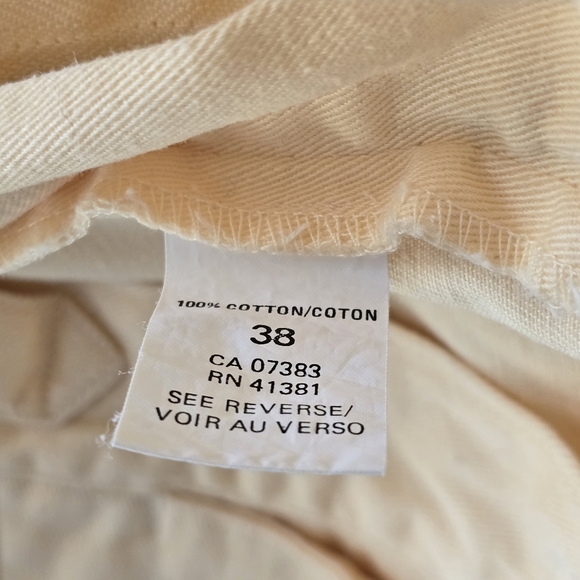 100% COTTON/COTON
38
CA 07383
RN 41381
SEE REVERSE/
VOIR AU VERSO